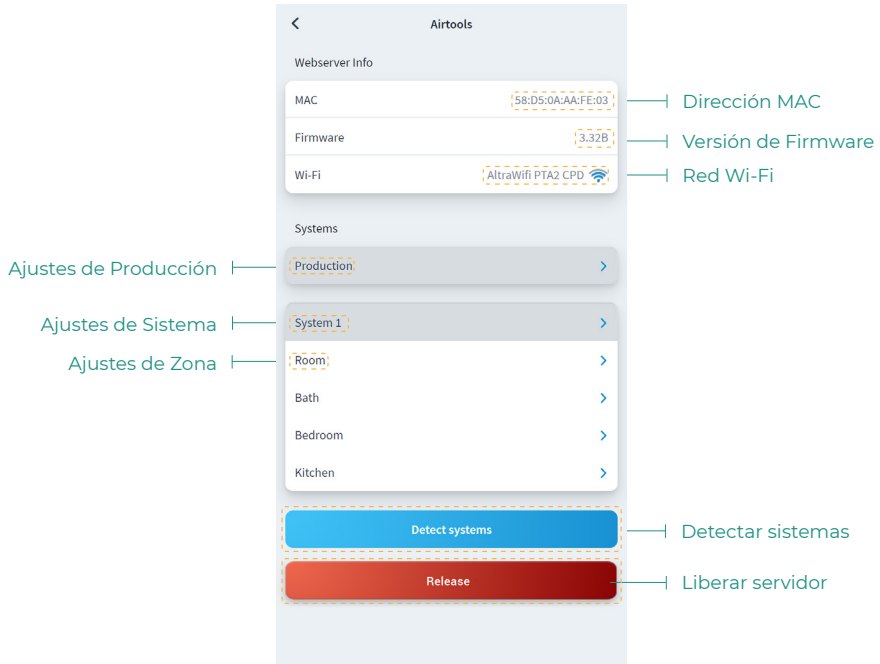 Airtools
Webserver Info
MAC 58:D5:0A:AA:FE:03 Dirección MAC
Firmware 3.32B Versión de Firmware
Wi-Fi AltraWifi PTA2 CPD Red Wi-Fi
Systems
Ajustes de Producción Production
Ajustes de Sistema System 1
Ajustes de Zona Room
Bath
Bedroom
Kitchen
Detect systems Detectar sistemas
Release Liberar servidor